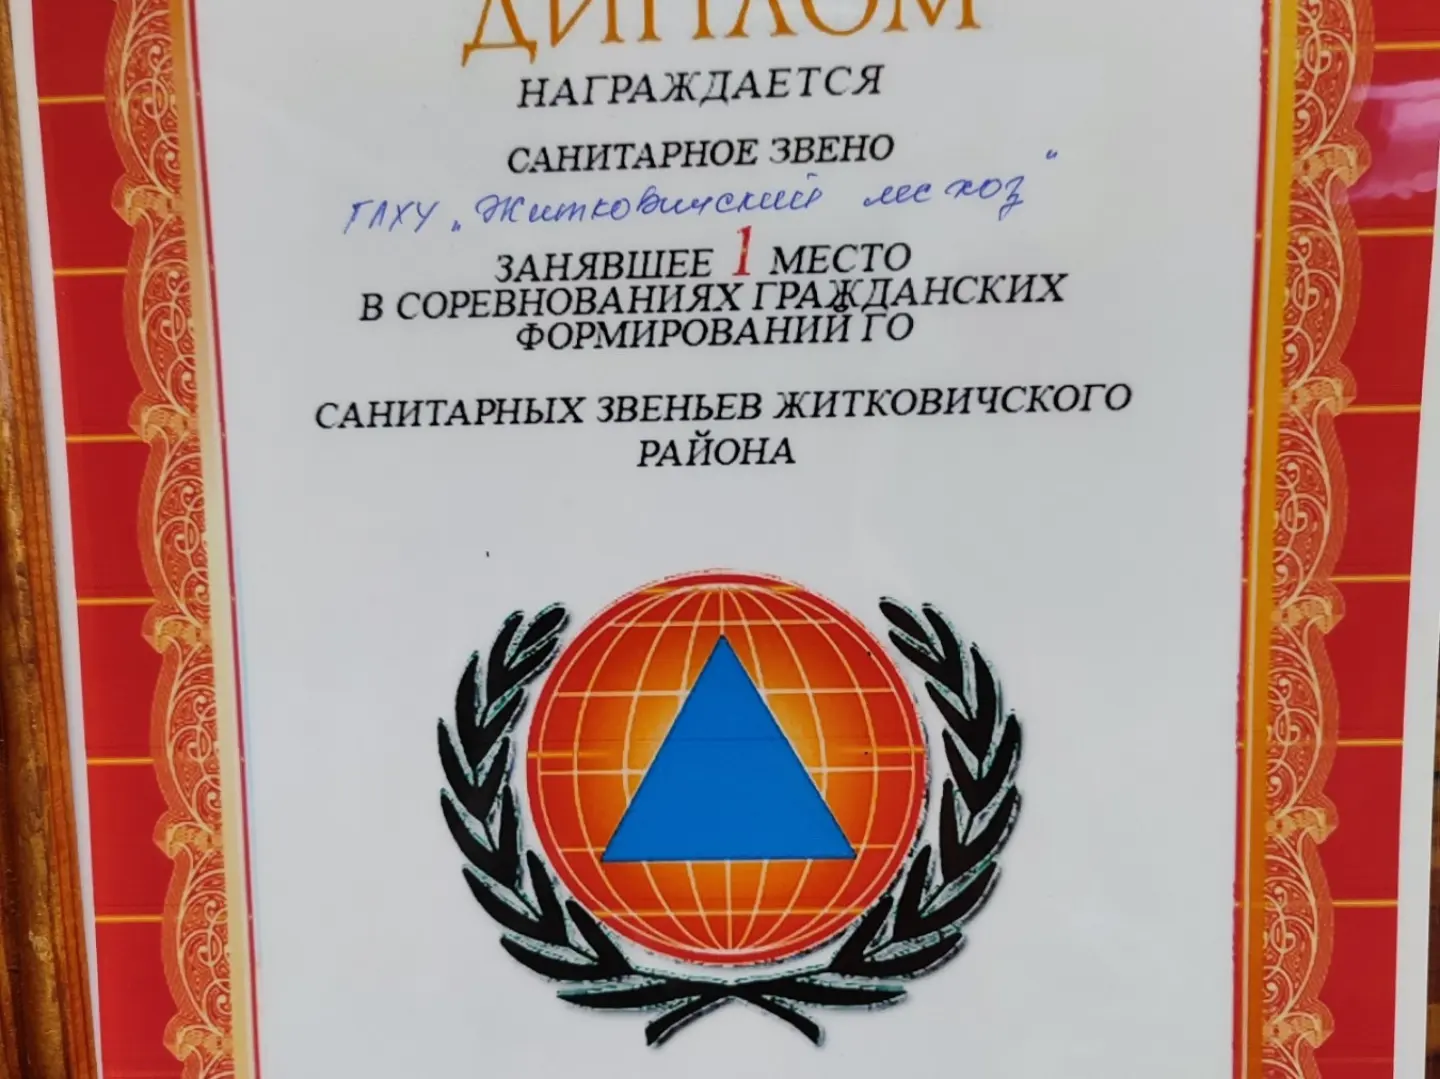 ДИПЛОМ
НАГРАЖДАЕТСЯ
САНИТАРНОЕ ЗВЕНО
ГЛХУ „Житковичский лесхоз"
ЗАНЯВШЕЕ 1 МЕСТО
В СОРЕВНОВАНИЯХ ГРАЖДАНСКИХ
ФОРМИРОВАНИЙ ГО
САНИТАРНЫХ ЗВЕНЬЕВ ЖИТКОВИЧСКОГО
РАЙОНА